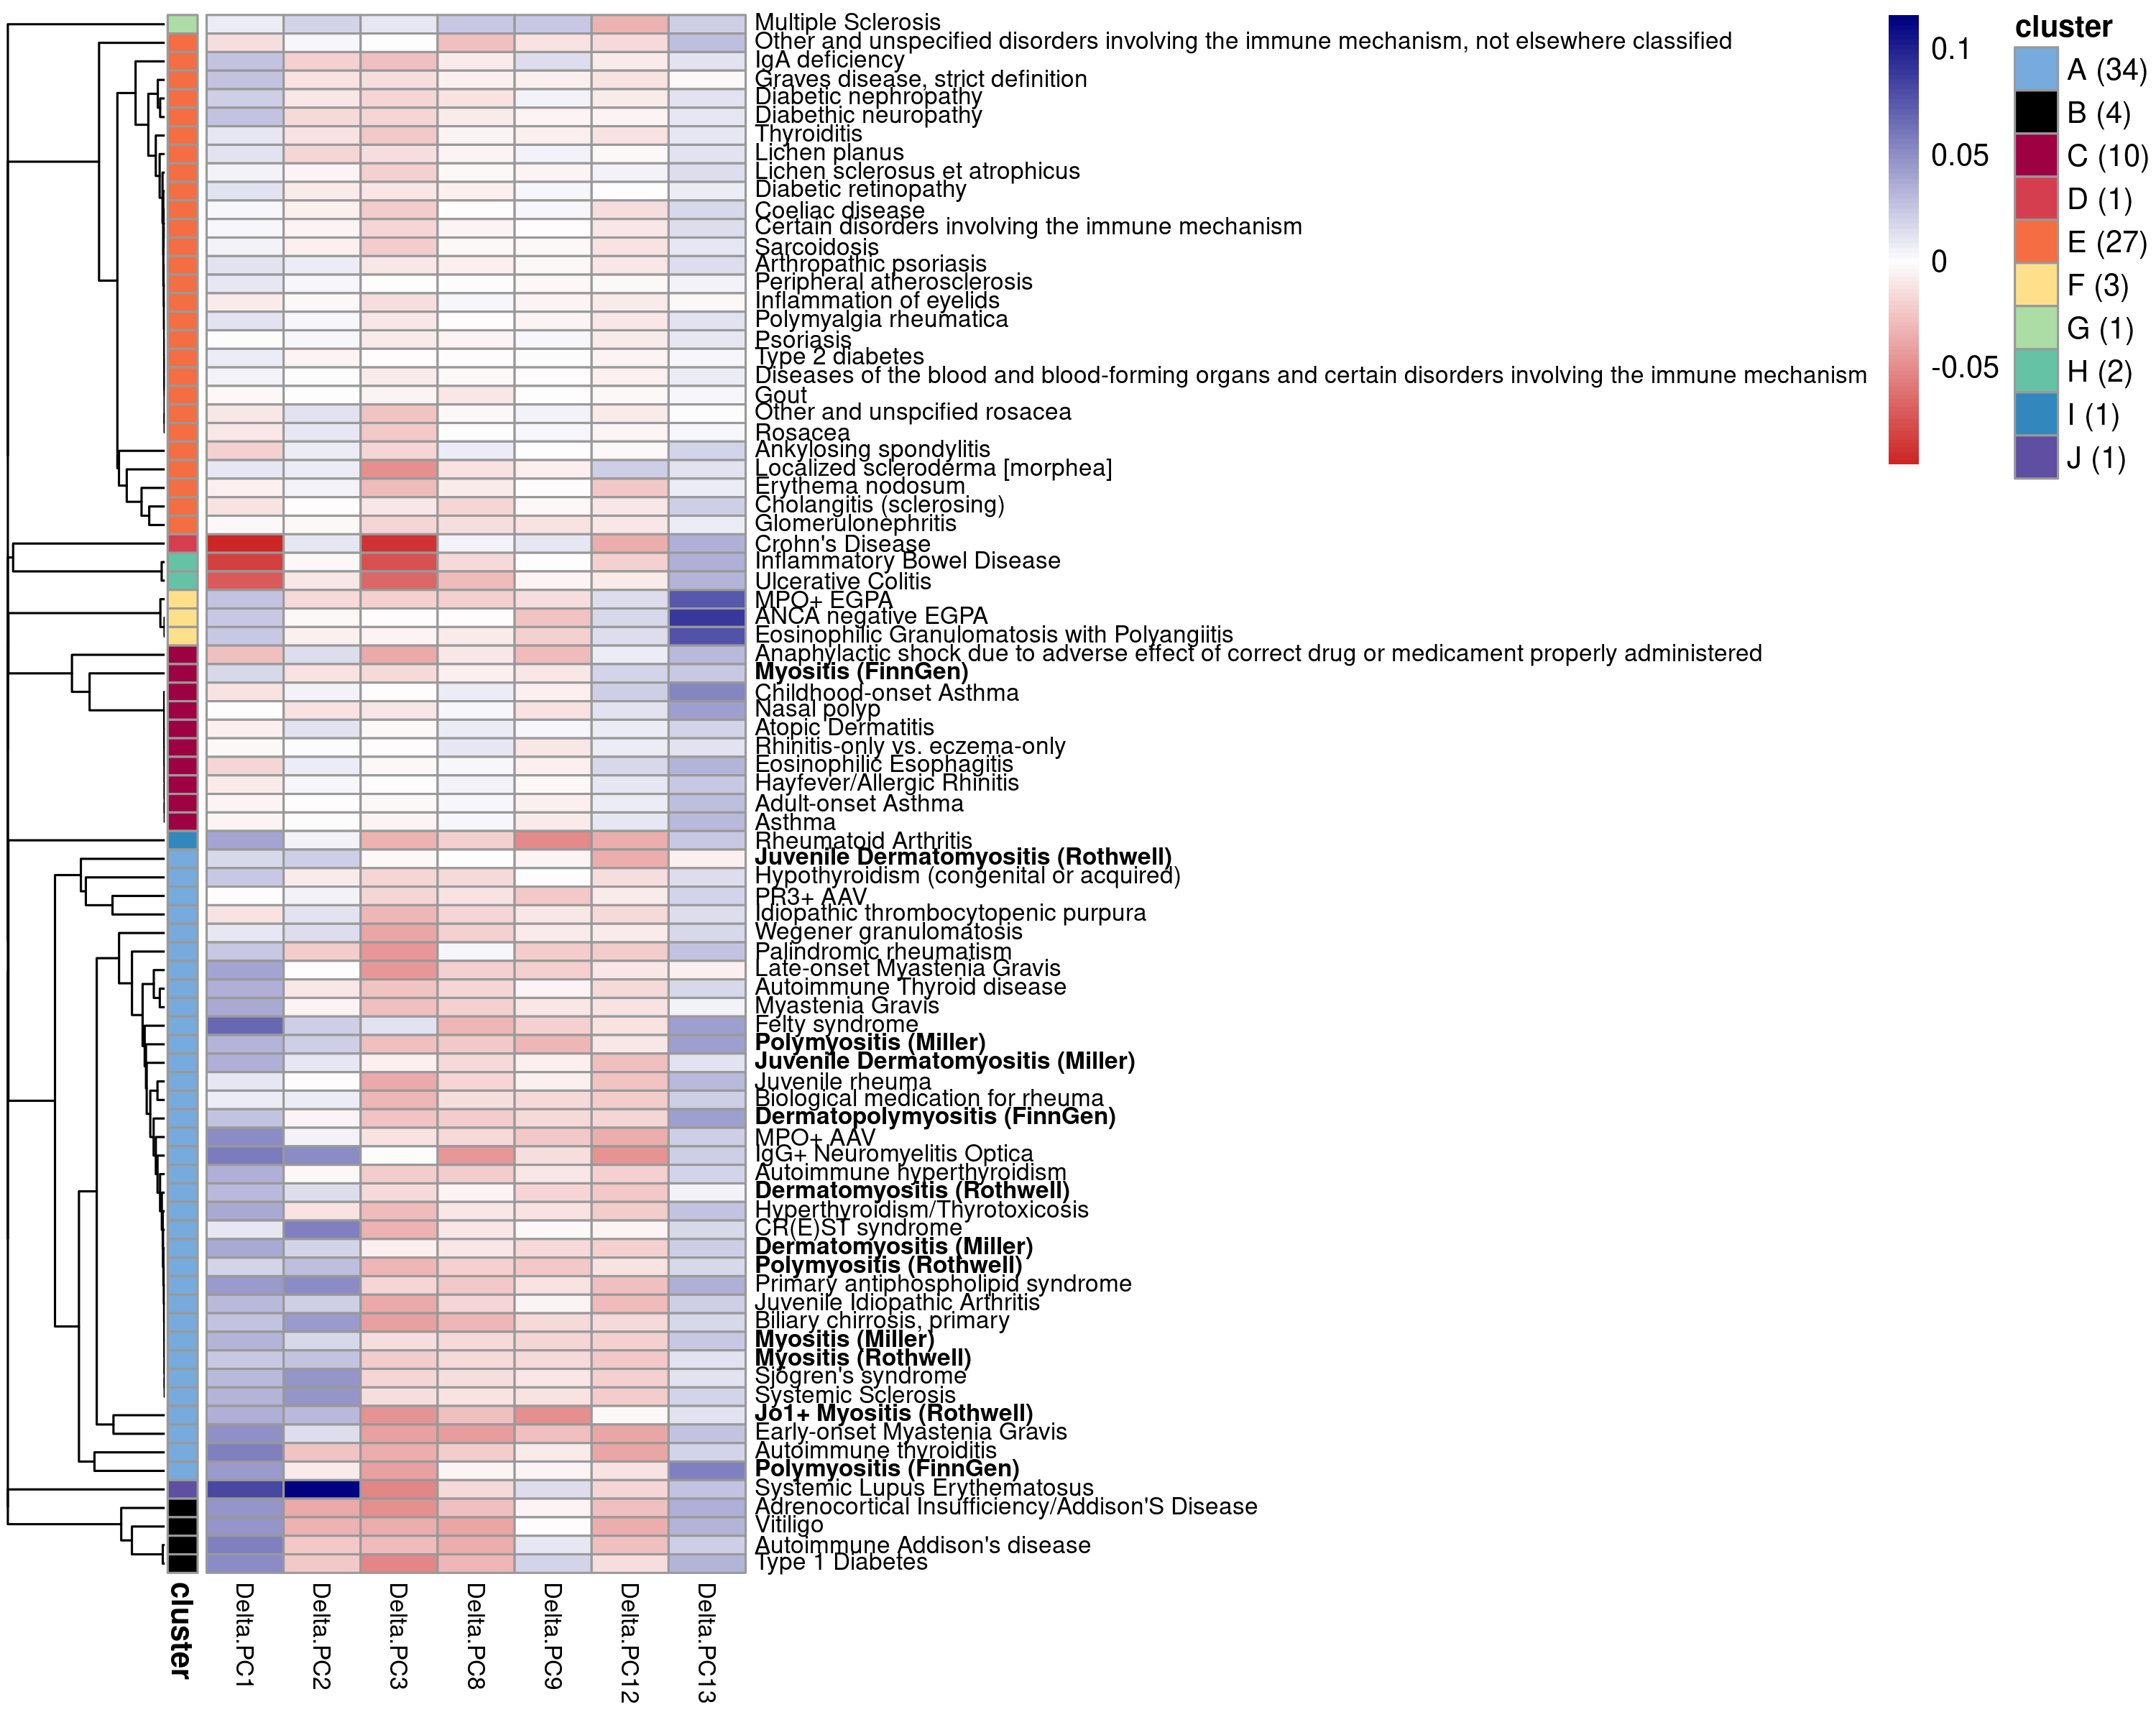 Multiple Sclerosis
Other and unspecified disorders involving the immune mechanism, not elsewhere classified
IgA deficiency
Graves disease, strict definition
Diabetic nephropathy
Diabethic neuropathy
Thyroiditis
Lichen planus
Lichen sclerosus et atrophicus
Diabetic retinopathy
Coeliac disease
Certain disorders involving the immune mechanism
Sarcoidosis
Arthropathic psoriasis
Peripheral atherosclerosis
Inflammation of eyelids
Polymyalgia rheumatica
Psoriasis
Type 2 diabetes
Diseases of the blood and blood-forming organs and certain disorders involving the immune mechanism
Gout
Other and unspcified rosacea
Rosacea
Ankylosing spondylitis
Localized scleroderma [morphea]
Erythema nodosum
Cholangitis (sclerosing)
Glomerulonephritis
Crohn's Disease
Inflammatory Bowel Disease
Ulcerative Colitis
MPO+ EGPA
ANCA negative EGPA
Eosinophilic Granulomatosis with Polyangiitis
Anaphylactic shock due to adverse effect of correct drug or medicament properly administered
Myositis (FinnGen)
Childhood-onset Asthma
Nasal polyp
Atopic Dermatitis
Rhinitis-only vs. eczema-only
Eosinophilic Esophagitis
Hayfever/Allergic Rhinitis
Adult-onset Asthma
Asthma
Rheumatoid Arthritis
Juvenile Dermatomyositis (Rothwell)
Hypothyroidism (congenital or acquired)
PR3+ AAV
Idiopathic thrombocytopenic purpura
Wegener granulomatosis
Palindromic rheumatism
Late-onset Myastenia Gravis
Autoimmune Thyroid disease
Myastenia Gravis
Felty syndrome
Polymyositis (Miller)
Juvenile Dermatomyositis (Miller)
Juvenile rheuma
Biological medication for rheuma
Dermatopolymyositis (FinnGen)
MPO+ AAV
IgG+ Neuromyelitis Optica
Autoimmune hyperthyroidism
Dermatomyositis (Rothwell)
Hyperthyroidism/Thyrotoxicosis
CR(E)ST syndrome
Dermatomyositis (Miller)
Polymyositis (Rothwell)
Primary antiphospholipid syndrome
Juvenile Idiopathic Arthritis
Biliary chirrosis, primary
Myositis (Miller)
Myositis (Rothwell)
Sjögren's syndrome
Systemic Sclerosis
Jo1+ Myositis (Rothwell)
Early-onset Myastenia Gravis
Autoimmune thyroiditis
Polymyositis (FinnGen)
Systemic Lupus Erythematosus
Adrenocortical Insufficiency/Addison'S Disease
Vitiligo
Autoimmune Addison's disease
Type 1 Diabetes
cluster
Delta.PC1
Delta.PC2
Delta.PC3
Delta.PC8
Delta.PC9
Delta.PC12
Delta.PC13
0.1
0.05
0
-0.05
cluster
A (34)
B (4)
C (10)
D (1)
E (27)
F (3)
G (1)
H (2)
I (1)
J (1)